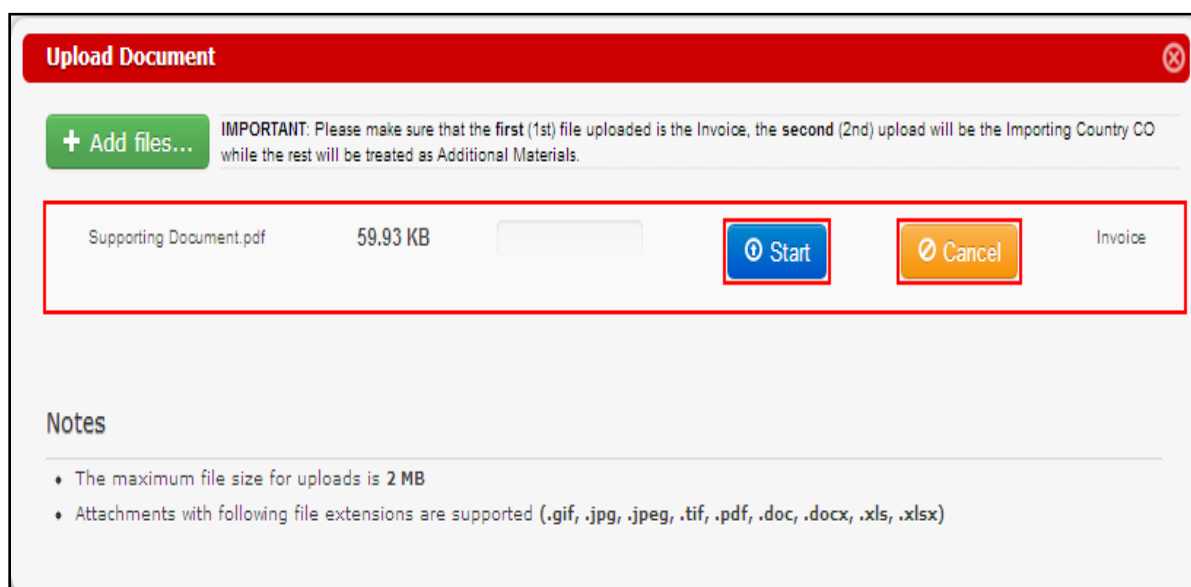 Upload Document
+ Add files...
IMPORTANT: Please make sure that the first (1st) file uploaded is the Invoice, the second (2nd) upload will be the Importing Country CO
while the rest will be treated as Additional Materials.
Supporting Document.pdf 59.93 KB Start Cancel Invoice
Notes
• The maximum file size for uploads is 2 MB
• Attachments with following file extensions are supported (.gif, .jpg, .jpeg, .tif, .pdf, .doc, .docx, .xls, .xlsx)